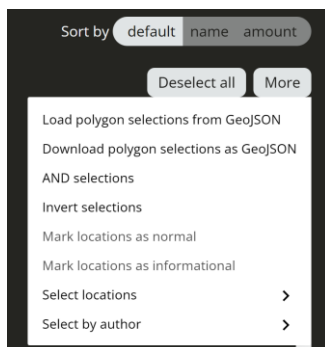 Sort by default name amount
Deselect all More
Load polygon selections from GeoJSON
Download polygon selections as GeoJSON
AND selections
Invert selections
Mark locations as normal
Mark locations as informational
Select locations
Select by author